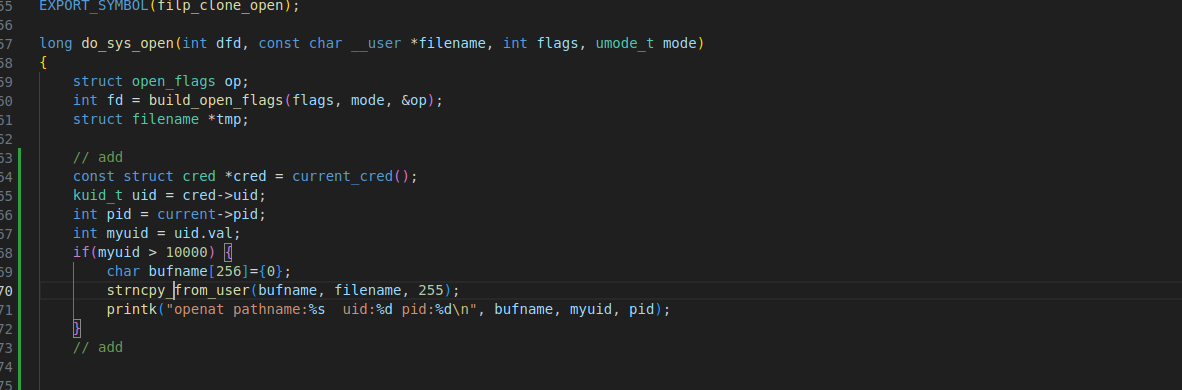 55 EXPORT_SYMBOL(filp_clone_open);
56
57 long do_sys_open(int dfd, const char __user *filename, int flags, umode_t mode)
58 {
59     struct open_flags op;
60     int fd = build_open_flags(flags, mode, &op);
61     struct filename *tmp;
62
63     // add
64     const struct cred *cred = current_cred();
65     kuid_t uid = cred->uid;
66     int pid = current->pid;
67     int myuid = uid.val;
68     if(myuid > 10000) {
69         char bufname[256]={0};
70         strncpy_from_user(bufname, filename, 255);
71         printk("openat pathname:%s  uid:%d pid:%d\n", bufname, myuid, pid);
72     }
73     // add
74
75